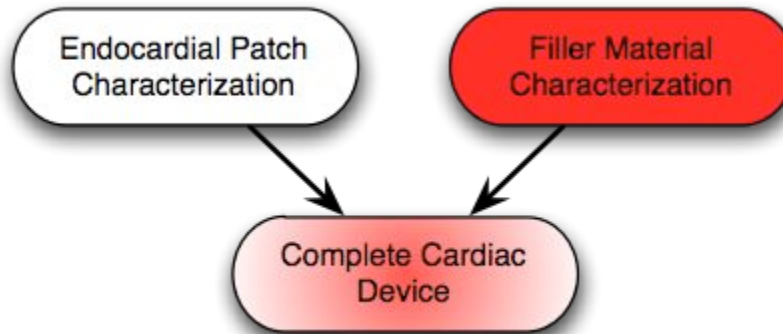 Endocardial Patch
Characterization
Filler Material
Characterization
Complete Cardiac
Device